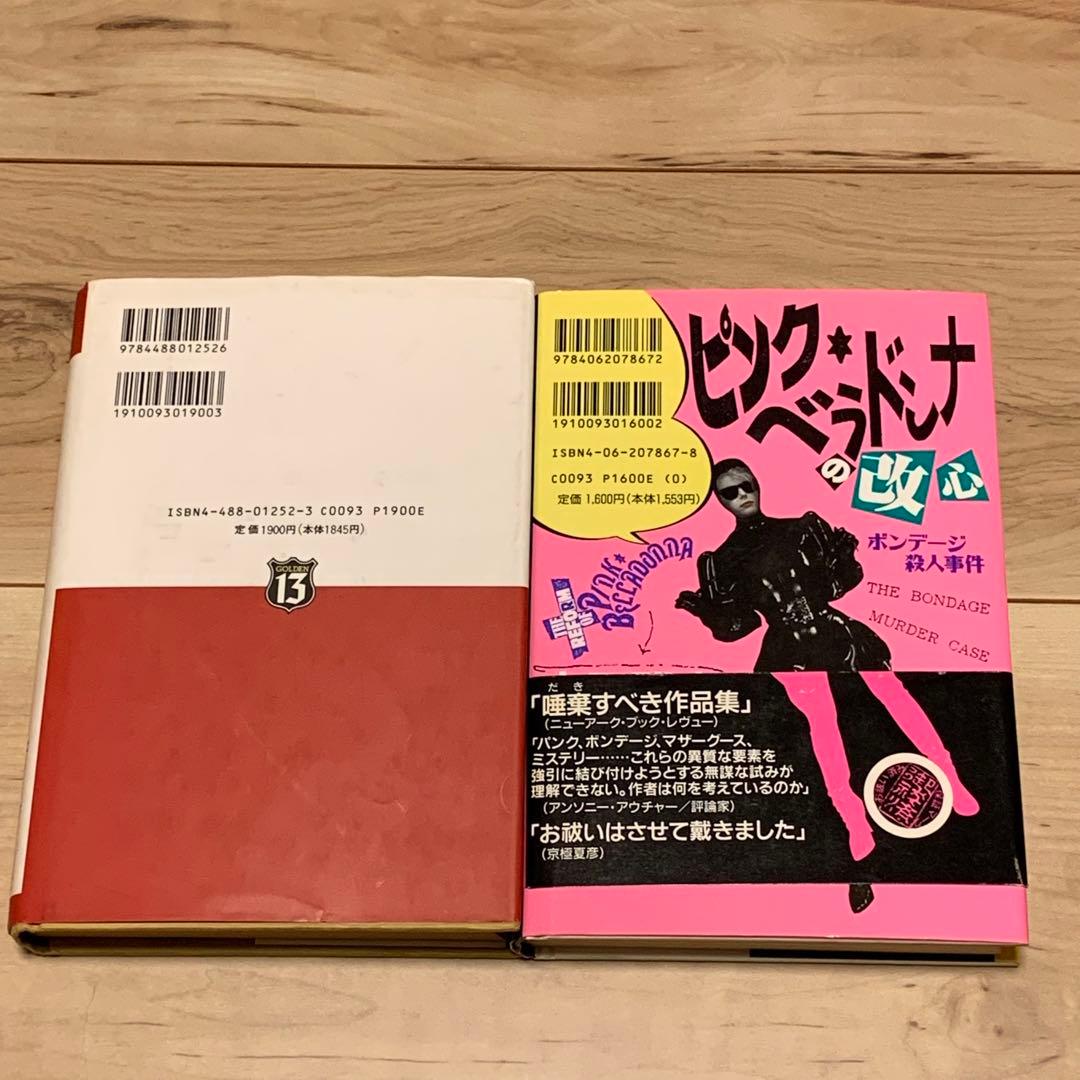 9784488012526
1910093019003
ISBN4-488-01252-3 C0093 P1900E
定価1900円(本体1845円)
GOLDEN
13
9784062078672
1910093016002
ISBN4-06-207867-8
C0093 P1600E (0)
定価 1,600円(本体1,553円)
ピンク★
べらドンナ
の改心
ボンデージ
殺人事件
THE BONDAGE
MURDER CASE
THE
REFORM
OF PINK★
BELLADONNA
だき
「唾棄すべき作品集」
(ニューアーク・ブック・レヴュー)
「パンク、ボンデージ、マザーグース、
ミステリー……これらの異質な要素を
強引に結び付けようとする無謀な試みが
理解できない。作者は何を考えているのか」
(アンソニー・アウチャー/評論家)
「お祓いはさせて戴きました」
(京極夏彦)